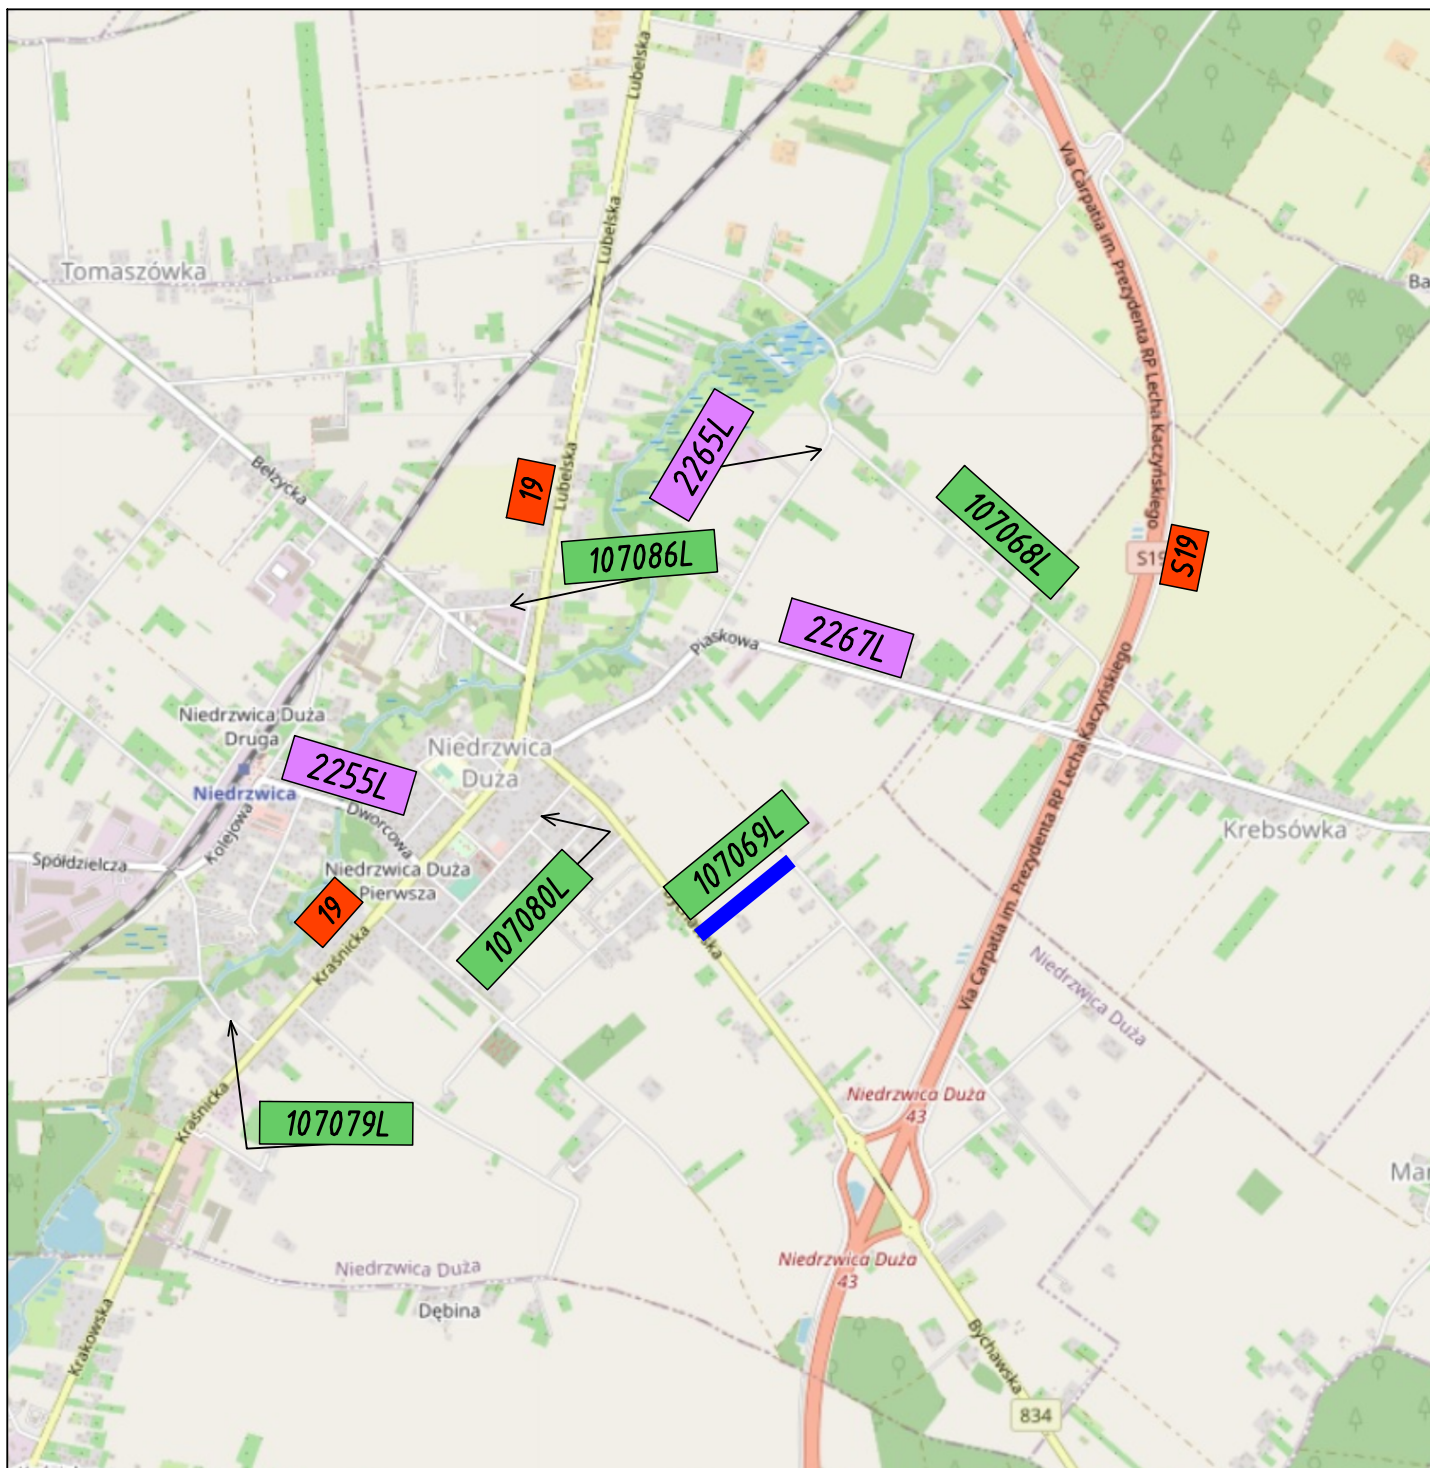 Lubelska
Via Carpatia im. Prezydenta RP Lecha Kaczyńskiego
Lubelska
Tomaszówka
Ba
2265L
19
Lubelska
Bełżycka
107068L
107086L
S19
S19
2267L
Piaskowa
Niedrzwica Duża
Druga
Niedrzwica
Duża
2255L
Niedrzwica
Dworcowa
Kolejowa
Spółdzielcza
Niedrzwica Duża
Pierwsza
107069L
Krebsówka
19
107080L
Kraśnicka
Via Carpatia im. Prezydenta RP Lecha Kaczyńskiego
Niedrzwica Duża
Kraśnicka
107079L
Niedrzwica Duża
43
Mar
Niedrzwica Duża
43
Niedrzwica Duża
Dębina
Krakowska
Bychawska
834